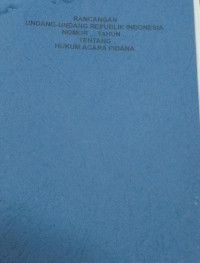 RANCANGAN
UNDANG-UNDANG REPUBLIK INDONESIA
NOMOR ... TAHUN
TENTANG
HUKUM ACARA PIDANA